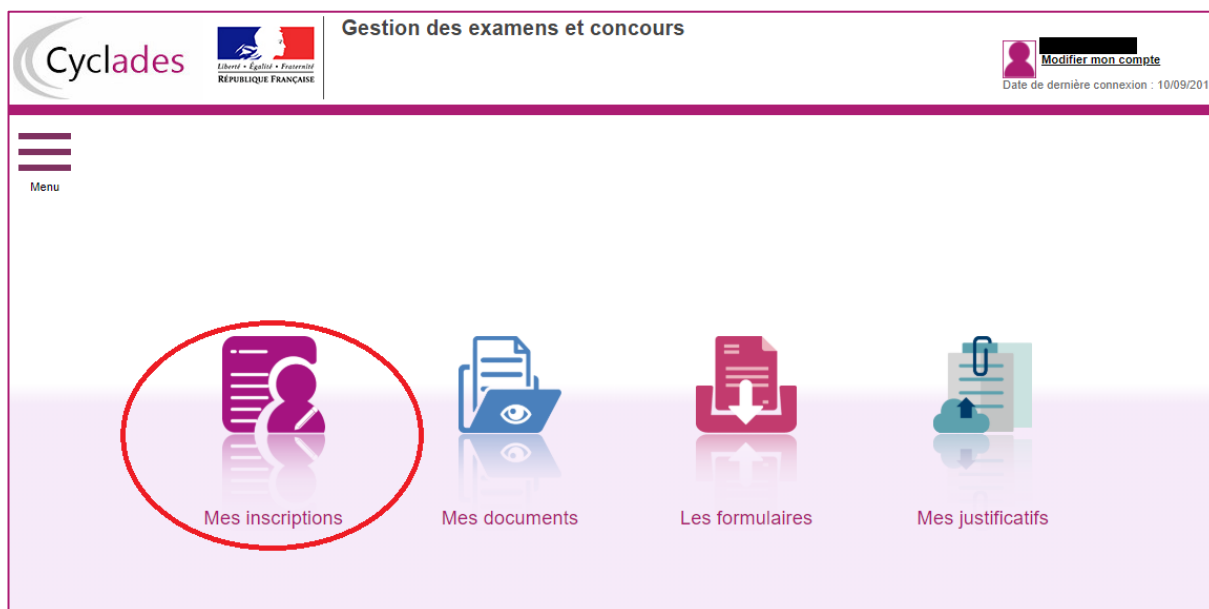 Cyclades
Liberté • Égalité • Fraternité
RÉPUBLIQUE FRANÇAISE
Gestion des examens et concours
Modifier mon compte
Date de dernière connexion : 10/09/201
Menu
Mes inscriptions
Mes documents
Les formulaires
Mes justificatifs